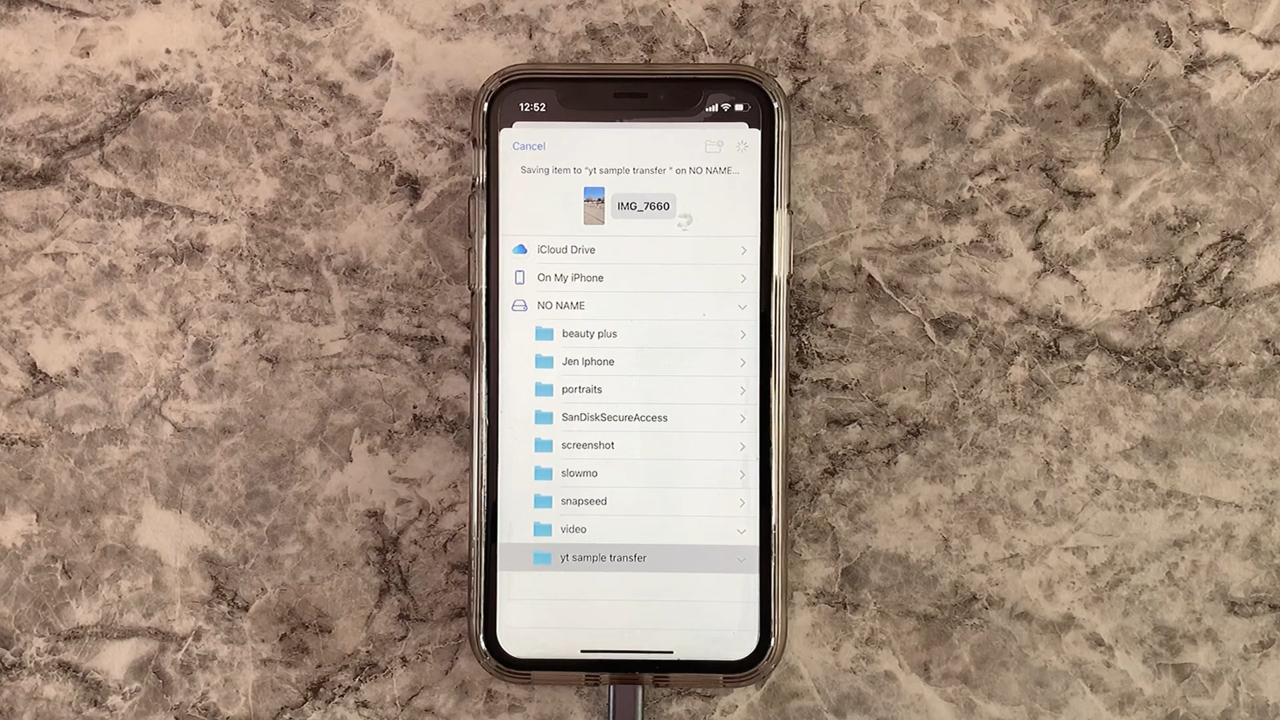 12:52
Cancel
Saving item to “yt sample transfer ” on NO NAME...
IMG_7660
iCloud Drive
On My iPhone
NO NAME
beauty plus
Jen Iphone
portraits
SanDiskSecureAccess
screenshot
slowmo
snapseed
video
yt sample transfer